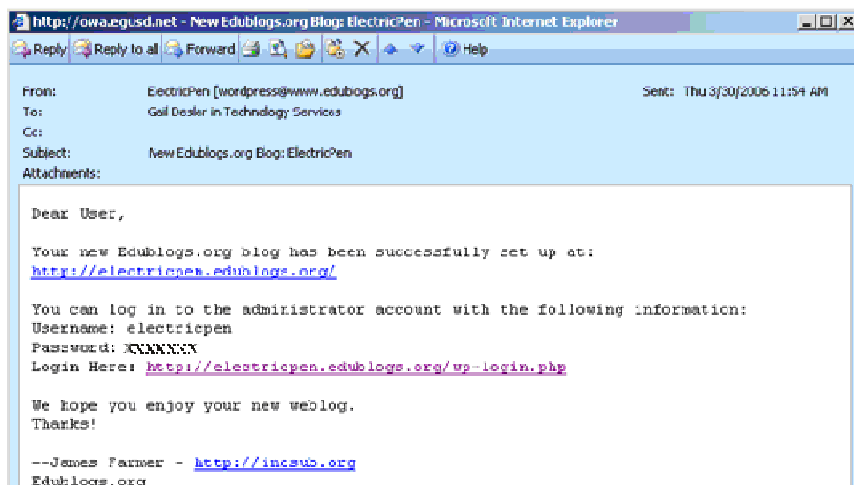 http://owa.egusd.net - New Edublogs.org Blog: ElectricPen - Microsoft Internet Explorer
Reply Reply to all Forward Help
From: ElectricPen [wordpress@www.edublogs.org] Sent: Thu 3/30/2006 11:54 AM
To: Gail Desler in Technology Services
Cc:
Subject: New Edublogs.org Blog: ElectricPen
Attachments:
Dear User,
Your new Edublogs.org blog has been successfully set up at:
http://electricpen.edublogs.org/
You can log in to the administrator account with the following information:
Username: electricpen
Password: XXXXXXX
Login Here: http://electricpen.edublogs.org/wp-login.php
We hope you enjoy your new weblog.
Thanks!
--James Farmer - http://incsub.org
Edublogs.org